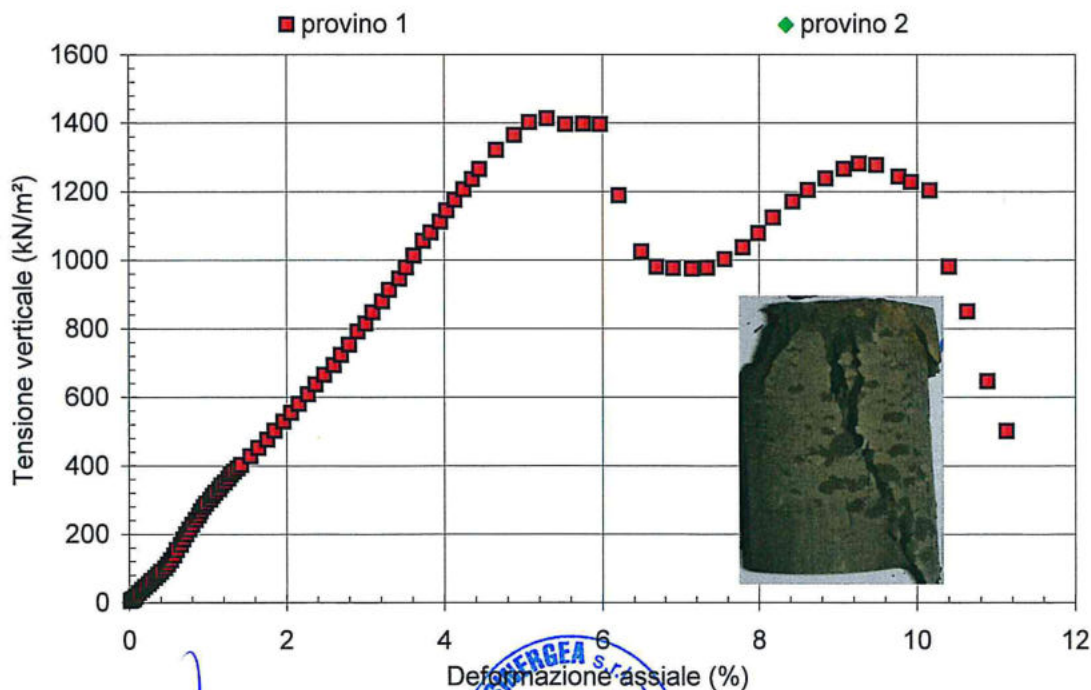 provino 1 provino 2
Tensione verticale (kN/m²)
1600
1400
1200
1000
800
600
400
200
0
0 2 4 6 8 10 12
Deformazione assiale (%)
NERGEA s.r.l.